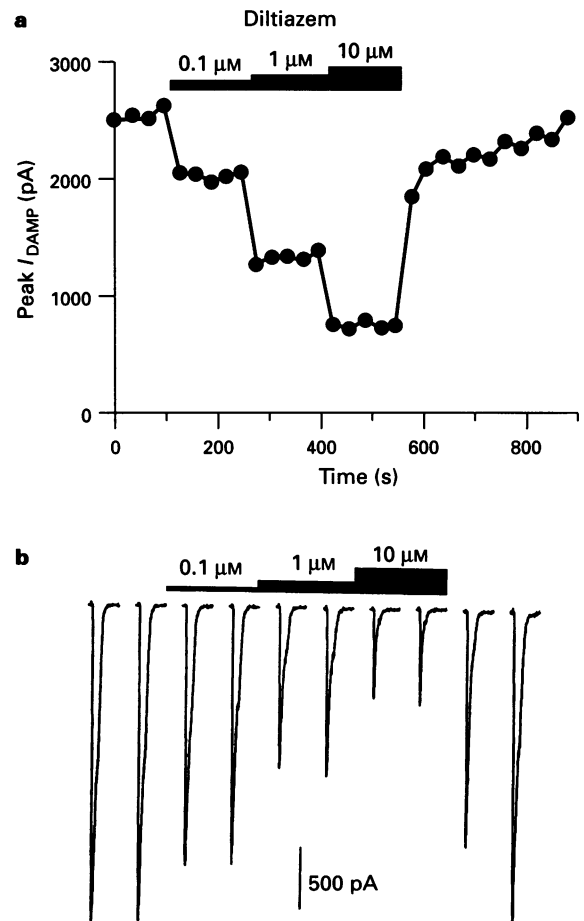 a
Diltiazem
0.1 μM 1 μM 10 μM
3000
2000
1000
0
Peak I_DAMP (pA)
0 200 400 600 800
Time (s)
b
0.1 μM 1 μM 10 μM
500 pA